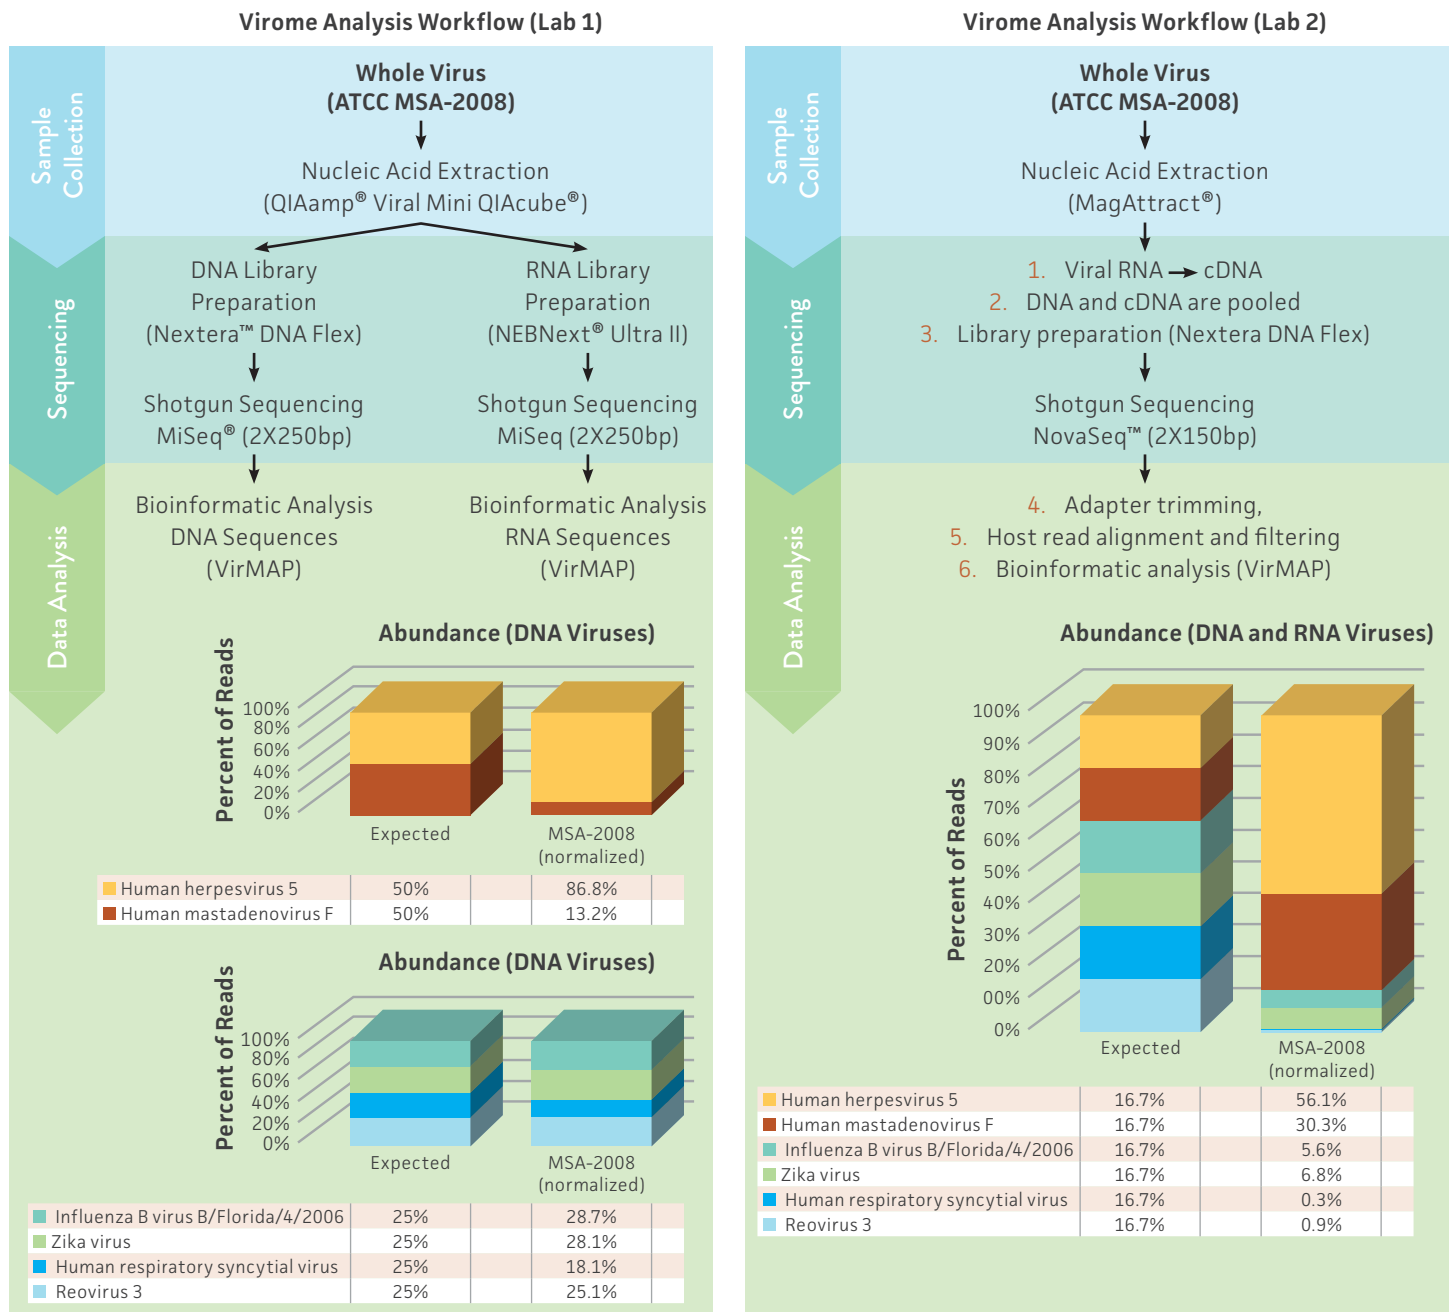 Virome Analysis Workflow (Lab 1)
Sample
Collection
Sequencing
Data Analysis
Whole Virus
(ATCC MSA-2008)
Nucleic Acid Extraction
(QIAamp® Viral Mini QIAcube®)
DNA Library
Preparation
(Nextera™ DNA Flex)
RNA Library
Preparation
(NEBNext® Ultra II)
Shotgun Sequencing
MiSeq® (2X250bp)
Shotgun Sequencing
MiSeq (2X250bp)
Bioinformatic Analysis
DNA Sequences
(VirMAP)
Bioinformatic Analysis
RNA Sequences
(VirMAP)
Abundance (DNA Viruses)
Percent of Reads
100%
80%
60%
40%
20%
0%
Expected
MSA-2008
(normalized)
Human herpesvirus 5 50% 86.8%
Human mastadenovirus F 50% 13.2%
Abundance (DNA Viruses)
Percent of Reads
100%
80%
60%
40%
20%
0%
Expected
MSA-2008
(normalized)
Influenza B virus B/Florida/4/2006 25% 28.7%
Zika virus 25% 28.1%
Human respiratory syncytial virus 25% 18.1%
Reovirus 3 25% 25.1%
Virome Analysis Workflow (Lab 2)
Sample
Collection
Sequencing
Data Analysis
Whole Virus
(ATCC MSA-2008)
Nucleic Acid Extraction
(MagAttract®)
1. Viral RNA → cDNA
2. DNA and cDNA are pooled
3. Library preparation (Nextera DNA Flex)
Shotgun Sequencing
NovaSeq™ (2X150bp)
4. Adapter trimming,
5. Host read alignment and filtering
6. Bioinformatic analysis (VirMAP)
Abundance (DNA and RNA Viruses)
Percent of Reads
100%
90%
80%
70%
60%
50%
40%
30%
20%
00%
0%
Expected
MSA-2008
(normalized)
Human herpesvirus 5 16.7% 56.1%
Human mastadenovirus F 16.7% 30.3%
Influenza B virus B/Florida/4/2006 16.7% 5.6%
Zika virus 16.7% 6.8%
Human respiratory syncytial virus 16.7% 0.3%
Reovirus 3 16.7% 0.9%